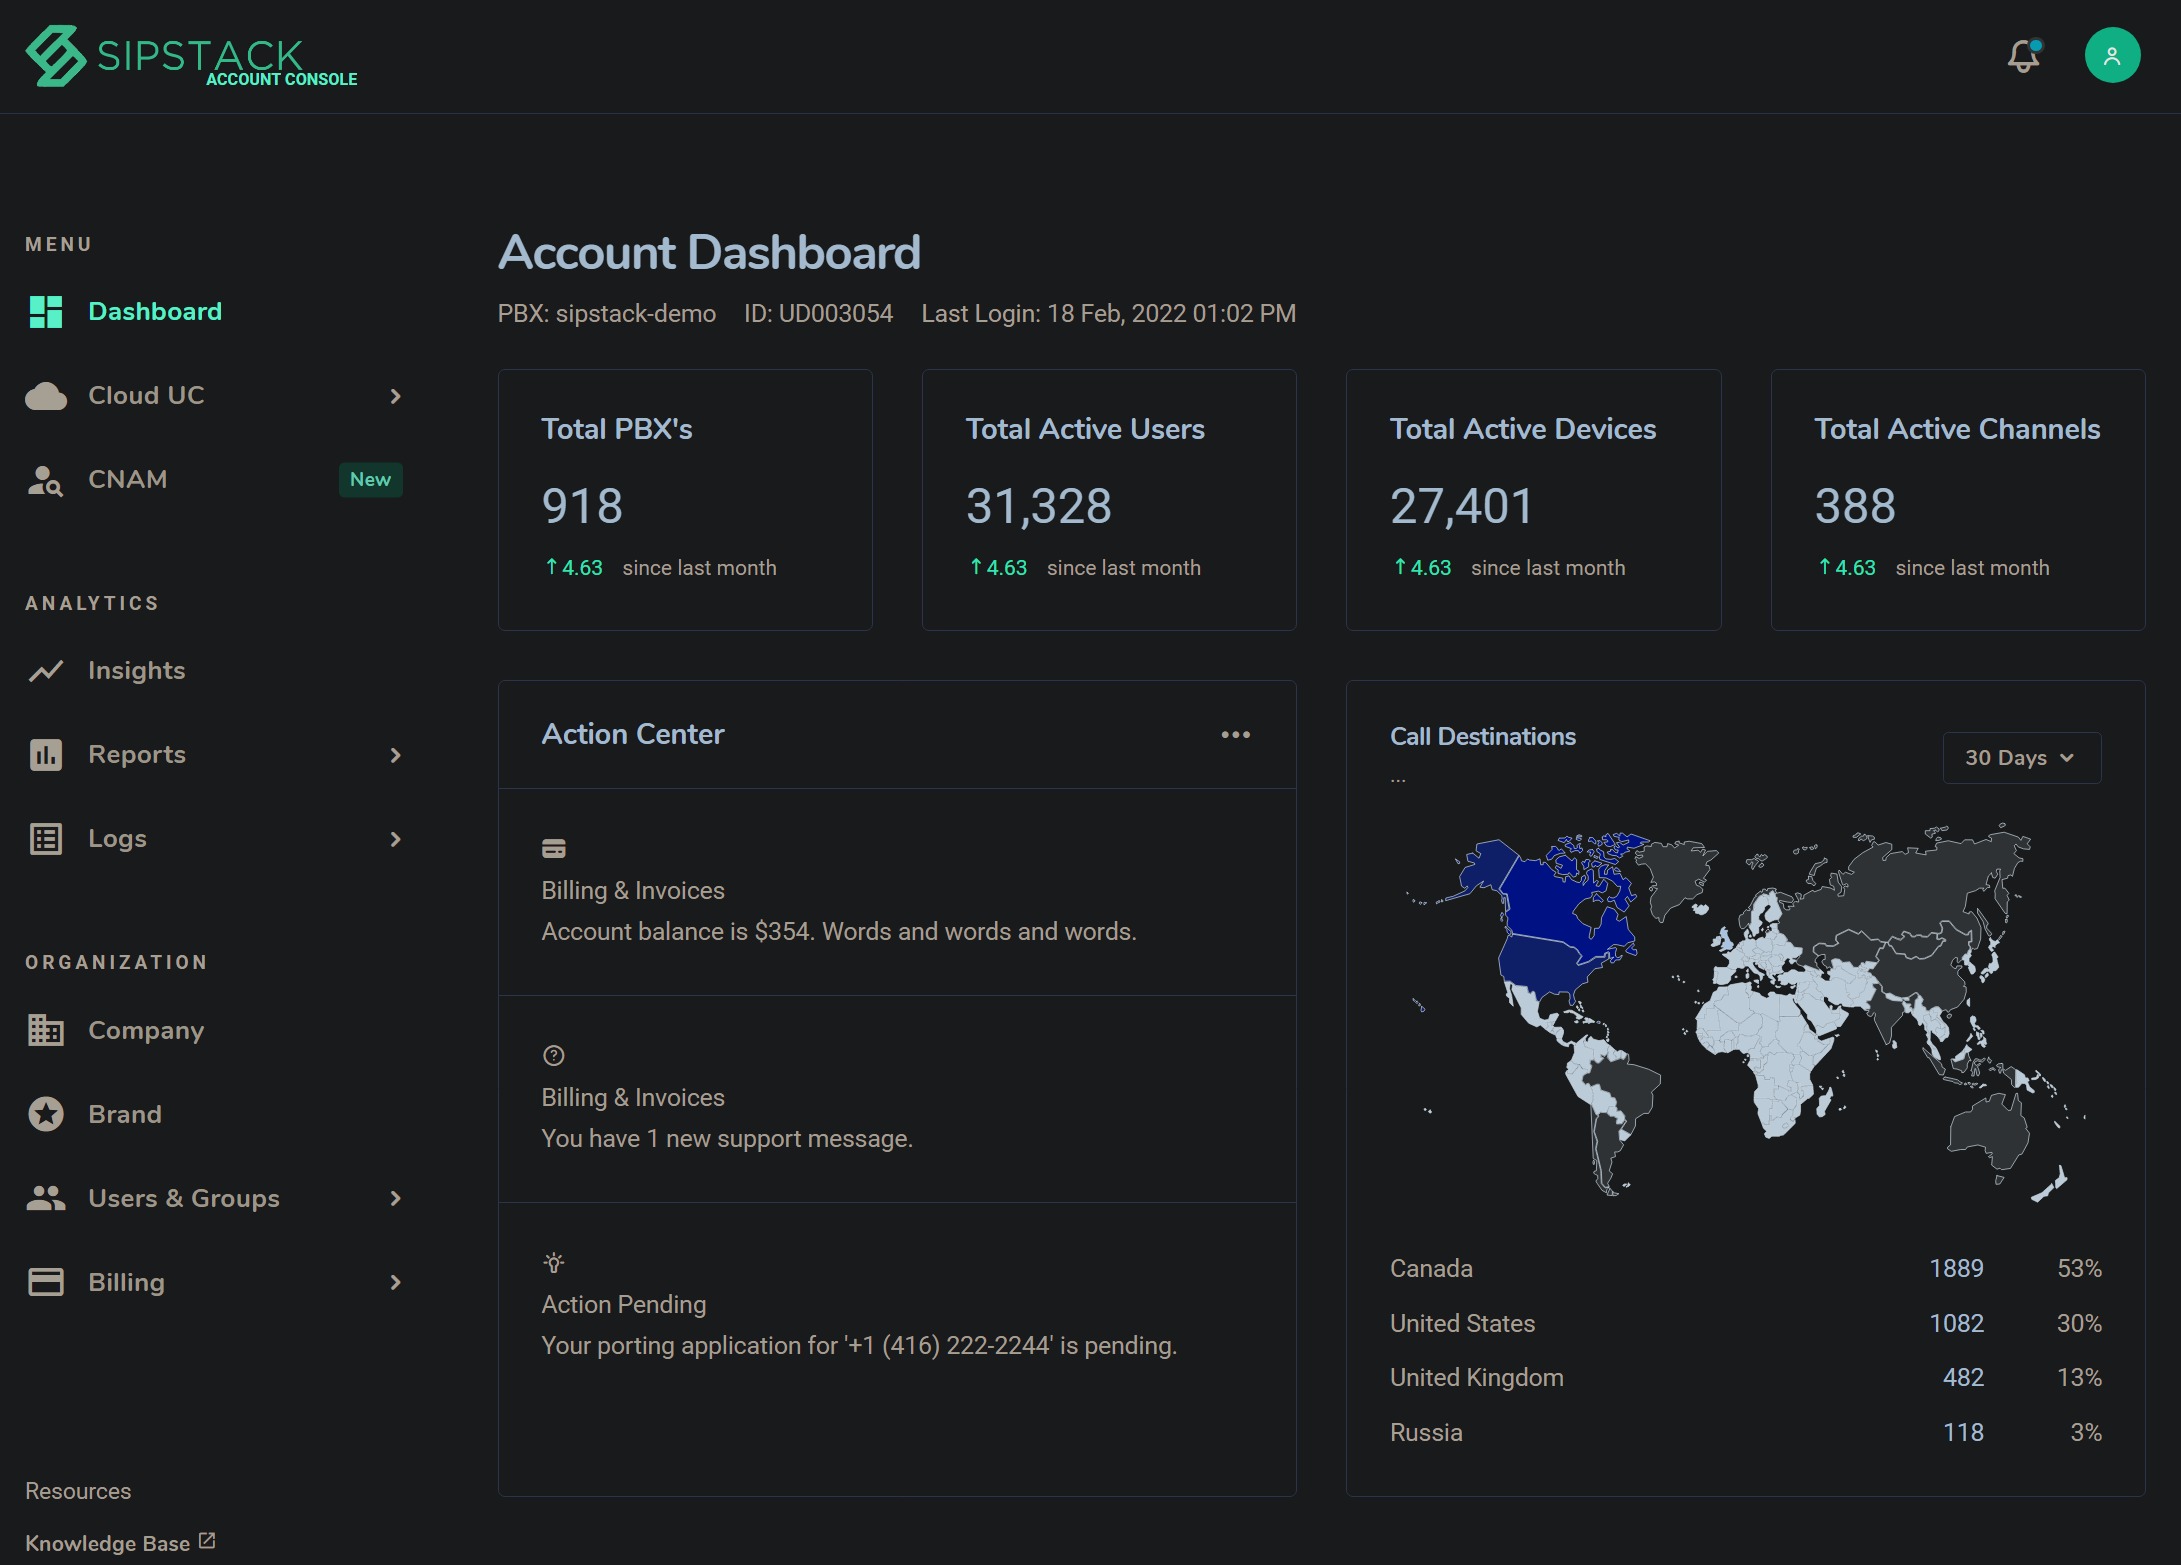 SIPSTACK
ACCOUNT CONSOLE
MENU
Dashboard
Cloud UC
CNAM New
ANALYTICS
Insights
Reports
Logs
ORGANIZATION
Company
Brand
Users & Groups
Billing
Resources
Knowledge Base
Account Dashboard
PBX: sipstack-demo ID: UD003054 Last Login: 18 Feb, 2022 01:02 PM
Total PBX's
918
↑4.63 since last month
Total Active Users
31,328
↑4.63 since last month
Total Active Devices
27,401
↑4.63 since last month
Total Active Channels
388
↑4.63 since last month
Action Center
Billing & Invoices
Account balance is $354. Words and words and words.
Billing & Invoices
You have 1 new support message.
Action Pending
Your porting application for '+1 (416) 222-2244' is pending.
Call Destinations
...
30 Days
Canada 1889 53%
United States 1082 30%
United Kingdom 482 13%
Russia 118 3%